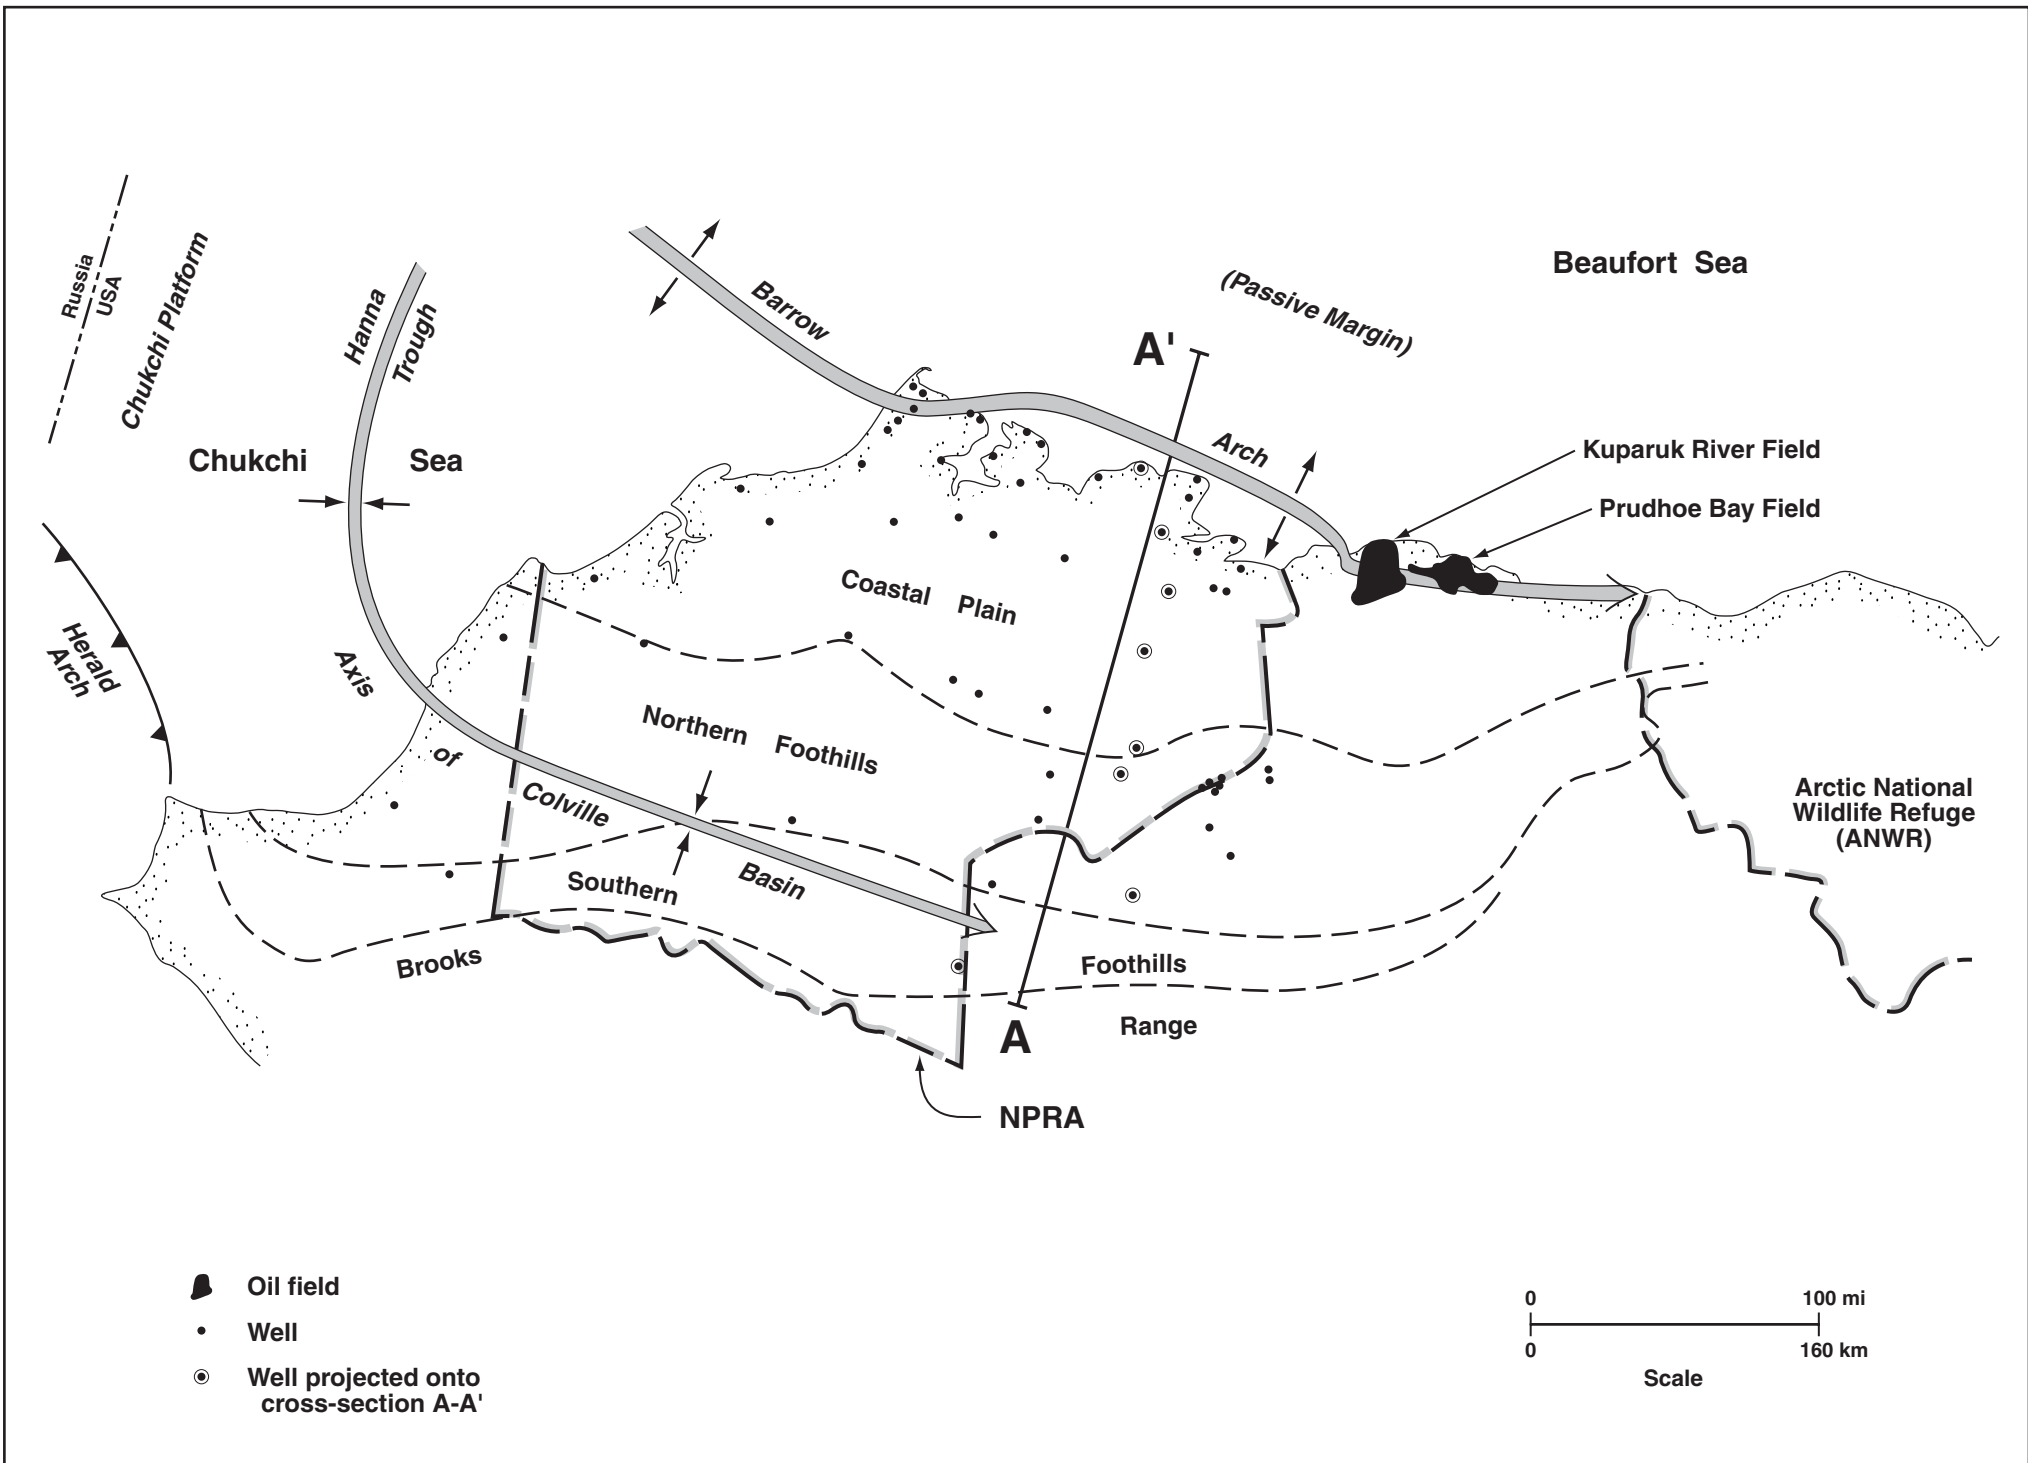 Beaufort Sea
(Passive Margin)
Russia
USA
Chukchi Platform
Hanna
Trough
Barrow
Arch
A'
Chukchi Sea
Kuparuk River Field
Prudhoe Bay Field
Coastal Plain
Herald
Arch
Axis
of
Colville
Basin
Northern Foothills
Southern
Foothills
Brooks
Range
Arctic National
Wildlife Refuge
(ANWR)
A
NPRA
Oil field
Well
Well projected onto
cross-section A-A'
0 100 mi
0 160 km
Scale